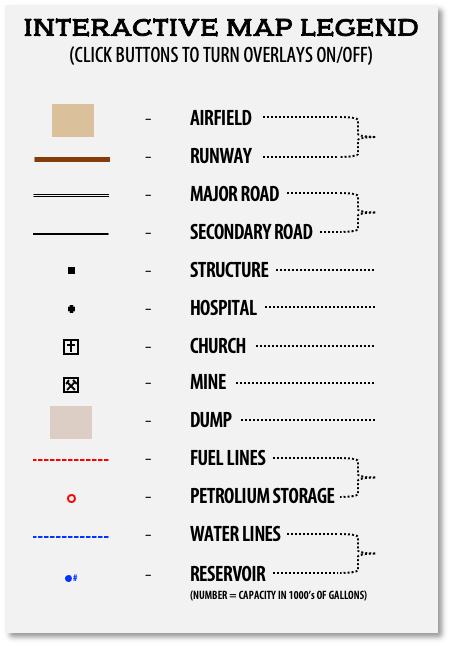 INTERACTIVE MAP LEGEND
(CLICK BUTTONS TO TURN OVERLAYS ON/OFF)
– AIRFIELD
– RUNWAY
– MAJOR ROAD
– SECONDARY ROAD
– STRUCTURE
– HOSPITAL
– CHURCH
– MINE
– DUMP
– FUEL LINES
– PETROLIUM STORAGE
– WATER LINES
# – RESERVOIR
(NUMBER = CAPACITY IN 1000's OF GALLONS)